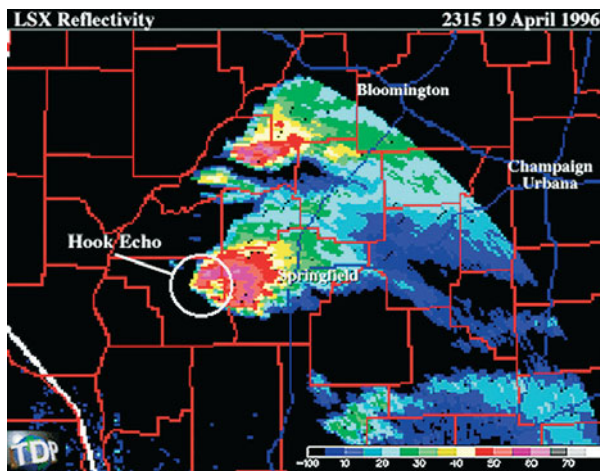 LSX Reflectivity 2315 19 April 1996
Bloomington
Champaign
Urbana
Hook Echo
Springfield
TDP
-100 10 20 30 40 50 60 70